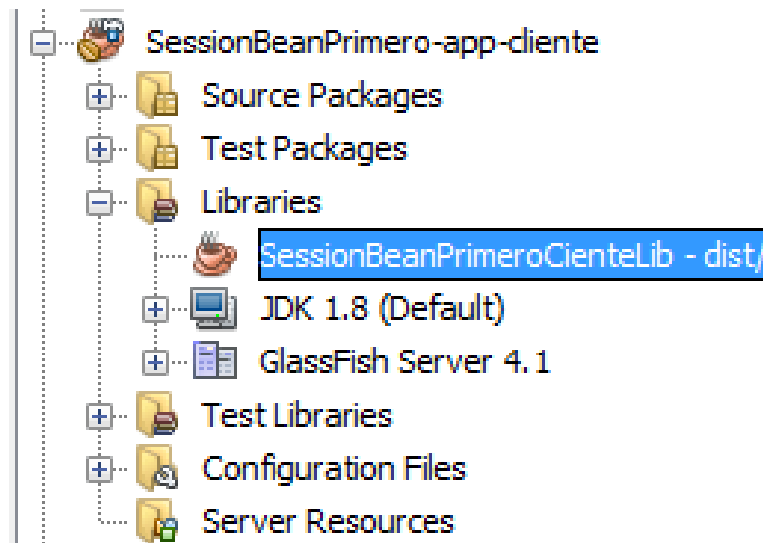 SessionBeanPrimero-app-cliente
Source Packages
Test Packages
Libraries
SessionBeanPrimeroCienteLib - dist/
JDK 1.8 (Default)
GlassFish Server 4.1
Test Libraries
Configuration Files
Server Resources